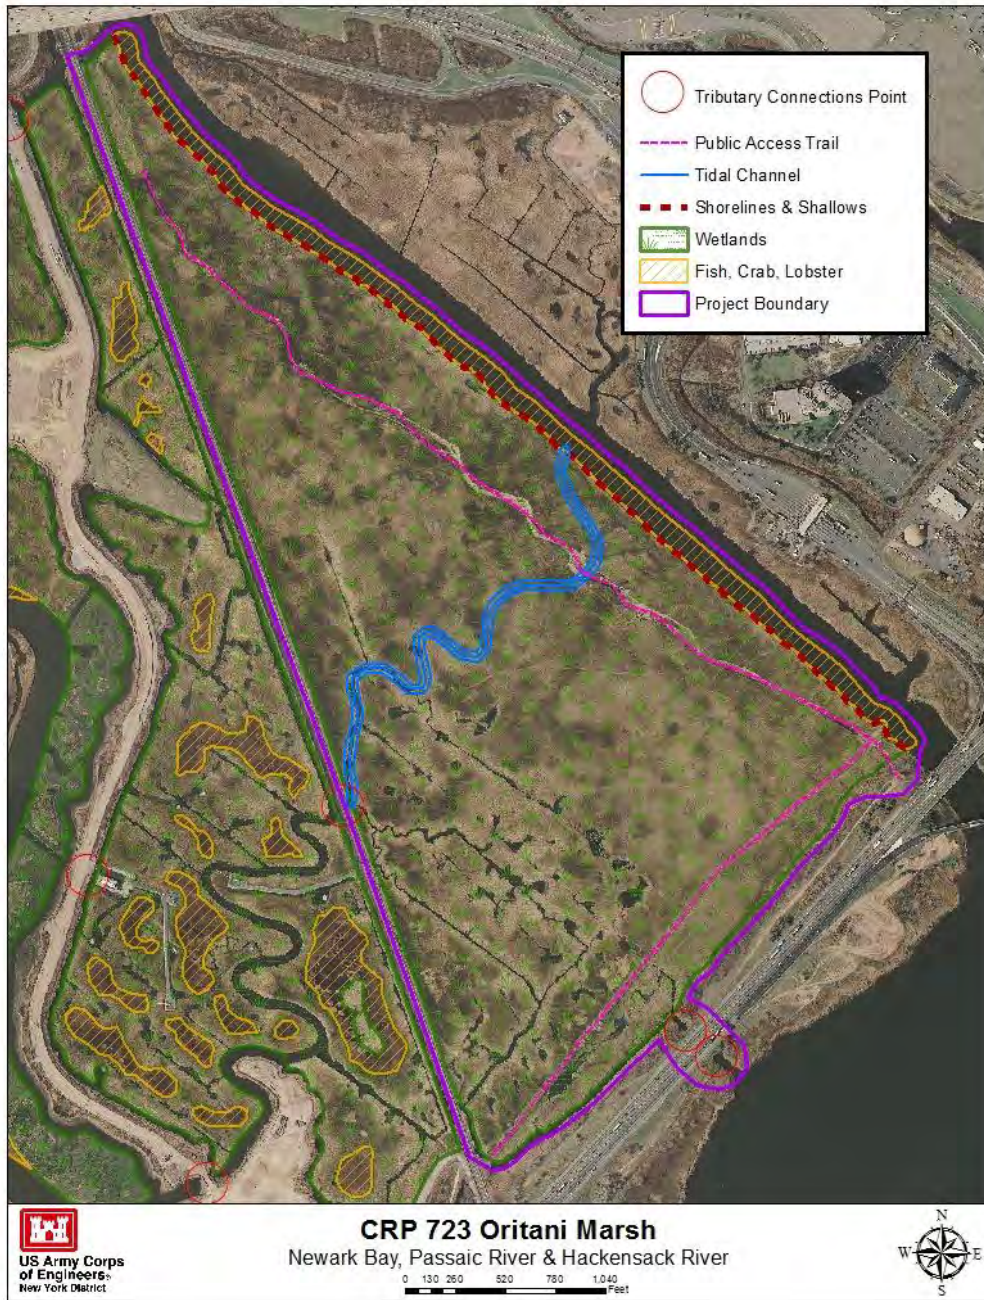 Tributary Connections Point
Public Access Trail
Tidal Channel
Shorelines & Shallows
Wetlands
Fish, Crab, Lobster
Project Boundary
US Army Corps
of Engineers®
New York District
CRP 723 Oritani Marsh
Newark Bay, Passaic River & Hackensack River
0 130 260 520 780 1,040
Feet
N
W E
S